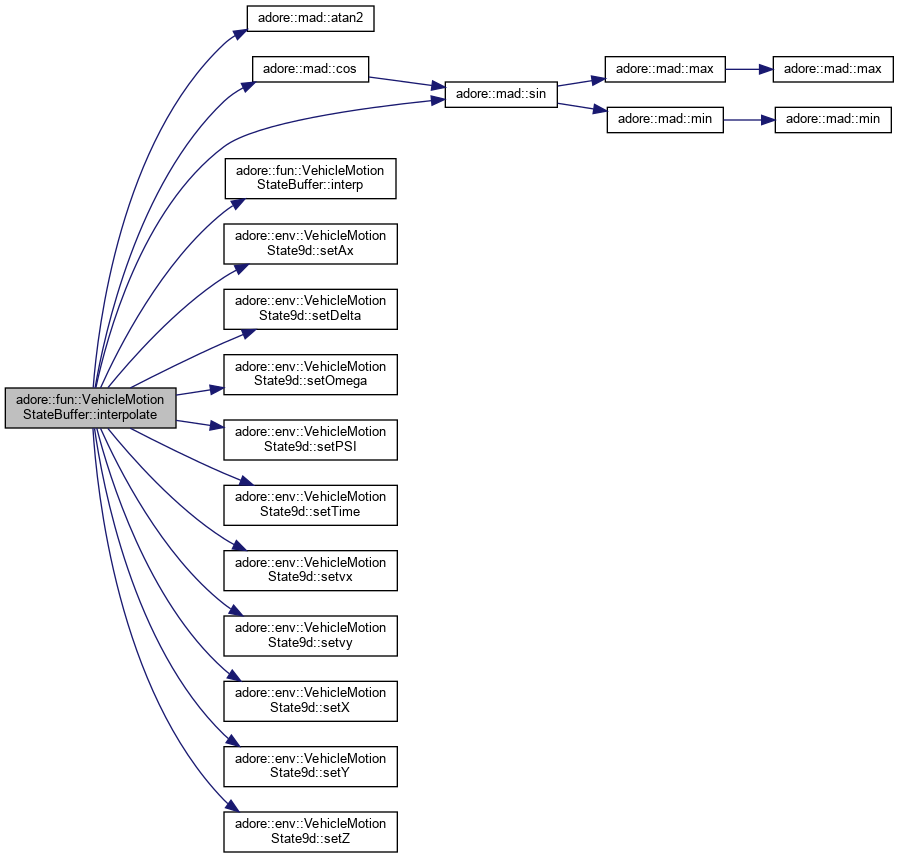 adore::mad::atan2
adore::mad::cos
adore::mad::max
adore::mad::max
adore::mad::sin
adore::mad::min
adore::mad::min
adore::fun::VehicleMotion
StateBuffer::interp
adore::env::VehicleMotion
State9d::setAx
adore::env::VehicleMotion
State9d::setDelta
adore::env::VehicleMotion
State9d::setOmega
adore::fun::VehicleMotion
StateBuffer::interpolate
adore::env::VehicleMotion
State9d::setPSI
adore::env::VehicleMotion
State9d::setTime
adore::env::VehicleMotion
State9d::setvx
adore::env::VehicleMotion
State9d::setvy
adore::env::VehicleMotion
State9d::setX
adore::env::VehicleMotion
State9d::setY
adore::env::VehicleMotion
State9d::setZ